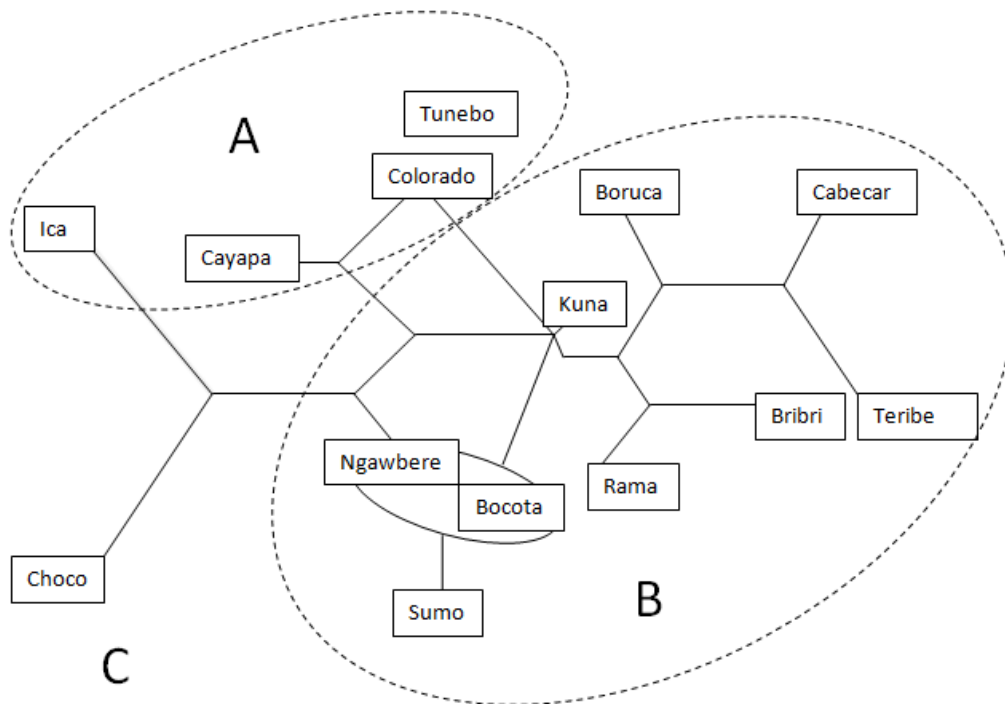 Tunebo
A
Colorado
Boruca
Cabecar
Ica
Cayapa
Kuna
Bribri
Teribe
Ngawbere
Rama
Bocota
Choco
Sumo
B
C